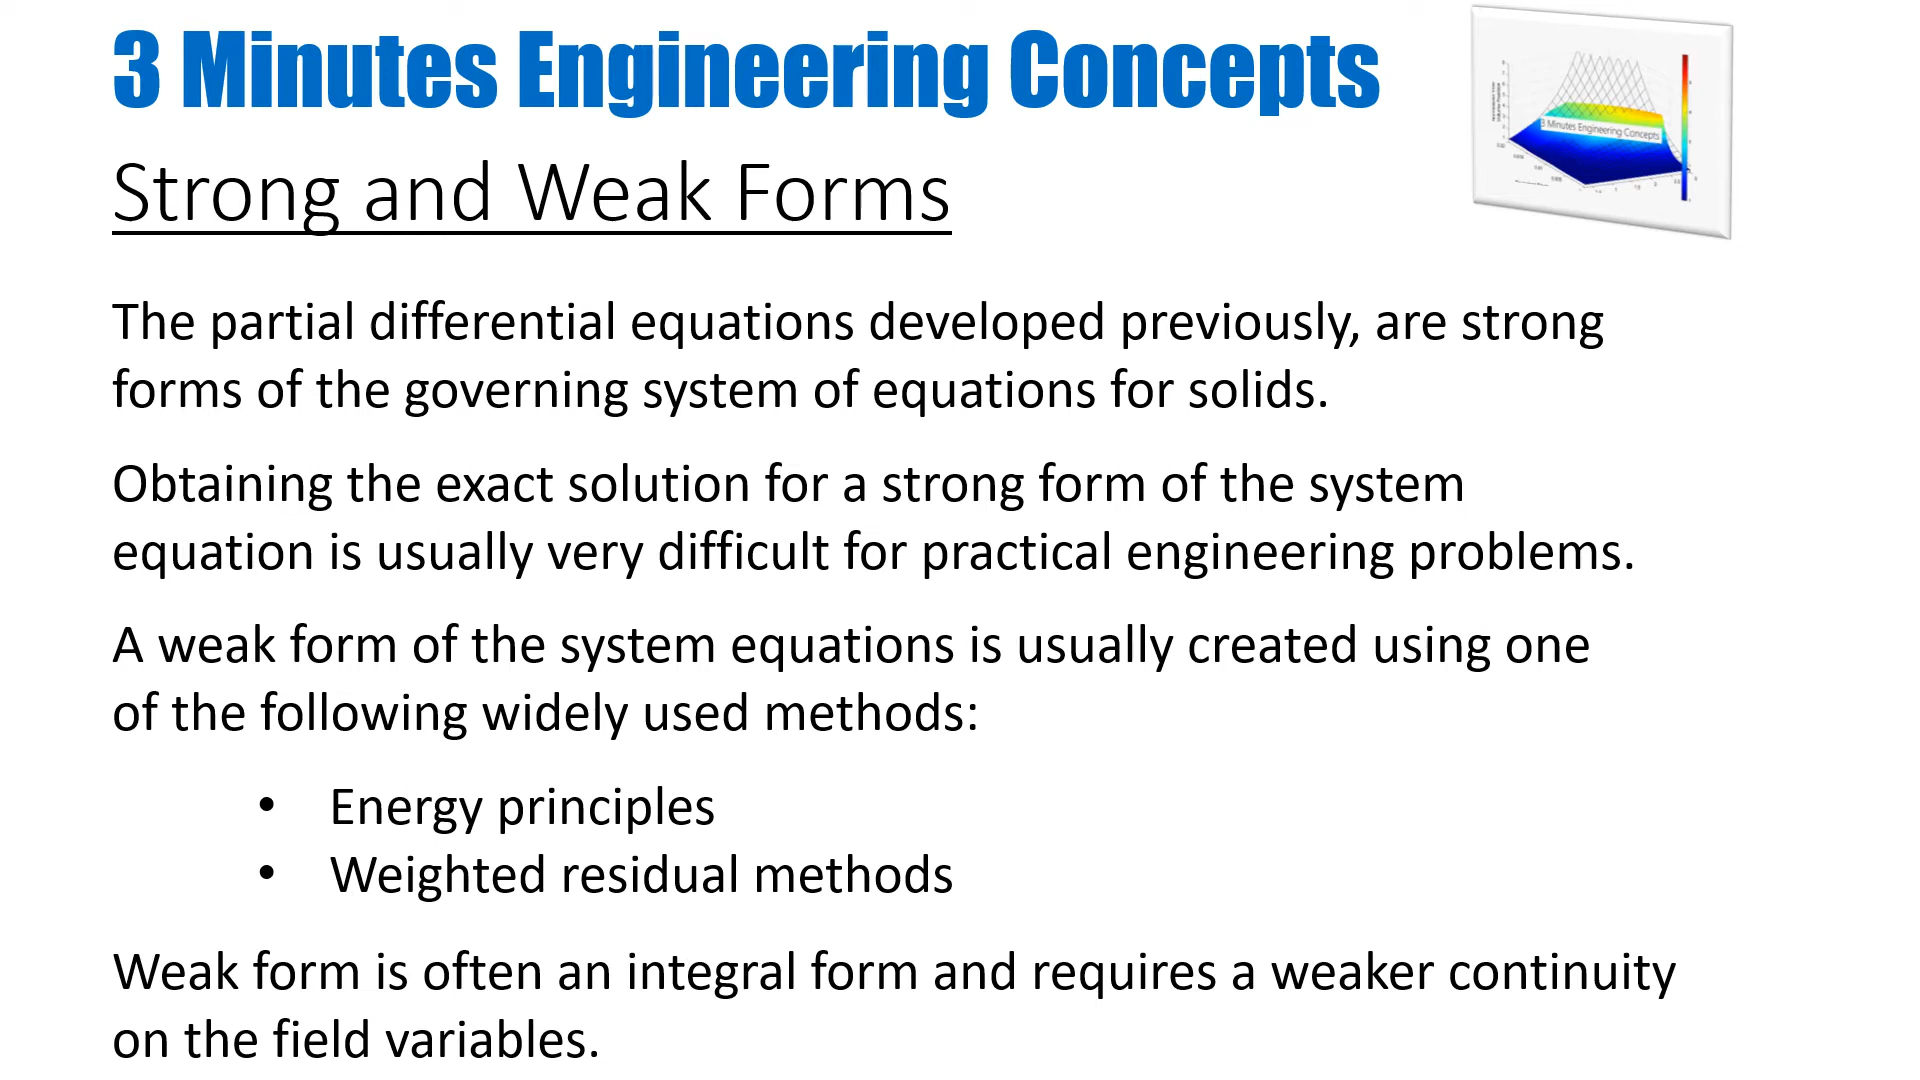 3 Minutes Engineering Concepts
3 Minutes Engineering Concepts
Strong and Weak Forms
The partial differential equations developed previously, are strong
forms of the governing system of equations for solids.
Obtaining the exact solution for a strong form of the system
equation is usually very difficult for practical engineering problems.
A weak form of the system equations is usually created using one
of the following widely used methods:
• Energy principles
• Weighted residual methods
Weak form is often an integral form and requires a weaker continuity
on the field variables.